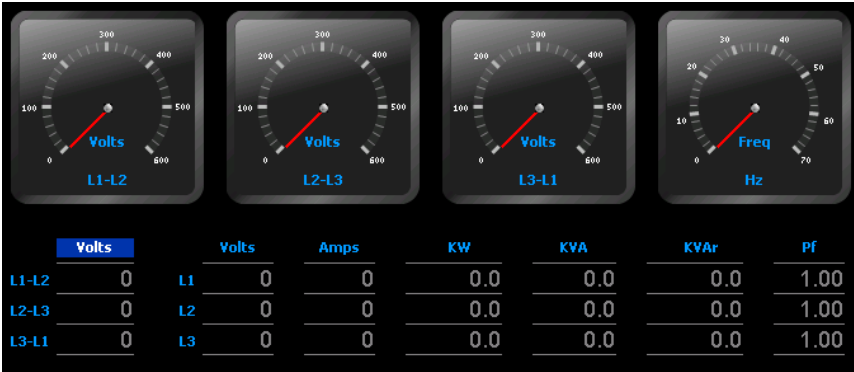 300 300 300 30 40
200 400 200 400 200 400 20 50
100 500 100 500 100 500 10 60
Volts Volts Volts Freq
0 600 0 600 0 600 0 70
L1-L2 L2-L3 L3-L1 Hz
Volts Volts Amps KW KVA KVAr Pf
L1-L2 0 L1 0 0 0.0 0.0 0.0 1.00
L2-L3 0 L2 0 0 0.0 0.0 0.0 1.00
L3-L1 0 L3 0 0 0.0 0.0 0.0 1.00